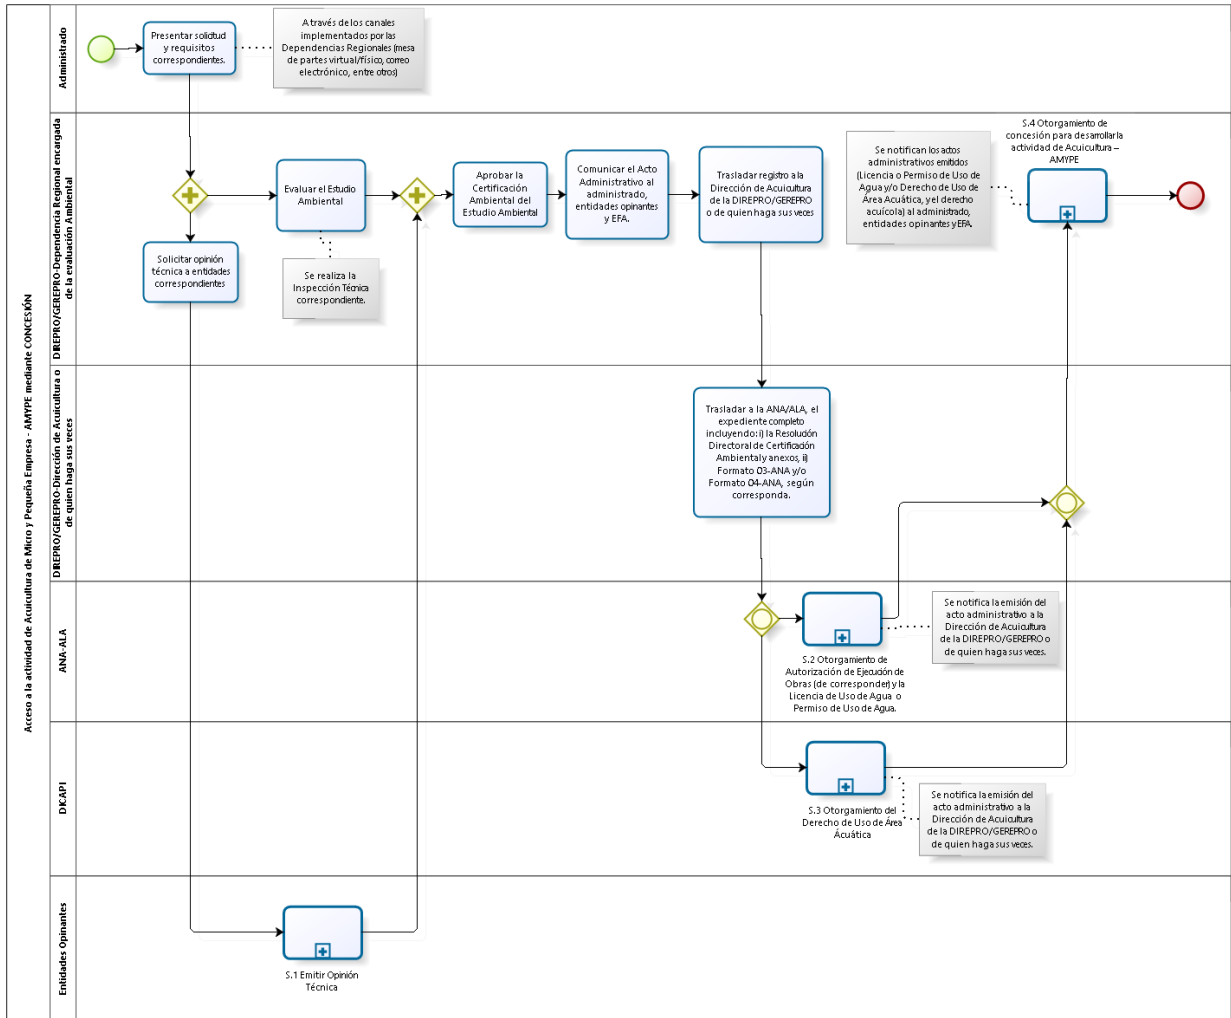 Acceso a la actividad de Acuicultura de Micro y Pequeña Empresa - AMYPE mediante CONCESIÓN
Administrado
Presentar solicitud
y requisitos
correspondientes.
A través de los canales
implementados por las
Dependencias Regionales (mesa
de partes virtual/físico, correo
electrónico, entre otros)
DIREPRO/GEREPRO-Dependencia Regional encargada
de la evaluación Ambiental
Evaluar el Estudio
Ambiental
Se realiza la
Inspección Técnica
correspondiente.
Solicitar opinión
técnica a entidades
correspondientes
Aprobar la
Certificación
Ambiental del
Estudio Ambiental
Comunicar el Acto
Administrativo al
administrado,
entidades opinantes
y EFA.
Trasladar registro a la
Dirección de Acuicultura
de la DIREPRO/GEREPRO
o de quien haga sus veces
Se notifican los actos
administrativos emitidos
(Licencia o Permiso de Uso de
Agua y/o Derecho de Uso de
Área Acuática, y el derecho
acuícola) al administrado,
entidades opinantes y EFA.
S.4 Otorgamiento de
concesión para desarrollar la
actividad de Acuicultura –
AMYPE
DIREPRO/GEREPRO-Dirección de Acuicultura o
de quien haga sus veces
Trasladar a la ANA/ALA, el
expediente completo
incluyendo: i) la Resolución
Directoral de Certificación
Ambiental y anexos, ii)
Formato 03-ANA y/o
Formato 04-ANA, según
corresponda.
ANA-ALA
S.2 Otorgamiento de
Autorización de Ejecución de
Obras (de corresponder) y la
Licencia de Uso de Agua o
Permiso de Uso de Agua.
Se notifica la emisión del
acto administrativo a la
Dirección de Acuicultura
de la DIREPRO/GEREPRO o
de quien haga sus veces.
DICAPI
S.3 Otorgamiento del
Derecho de Uso de Área
Ácuática
Se notifica la emisión del
acto administrativo a la
Dirección de Acuicultura
de la DIREPRO/GEREPRO o
de quien haga sus veces.
Entidades Opinantes
S.1 Emitir Opinión
Técnica